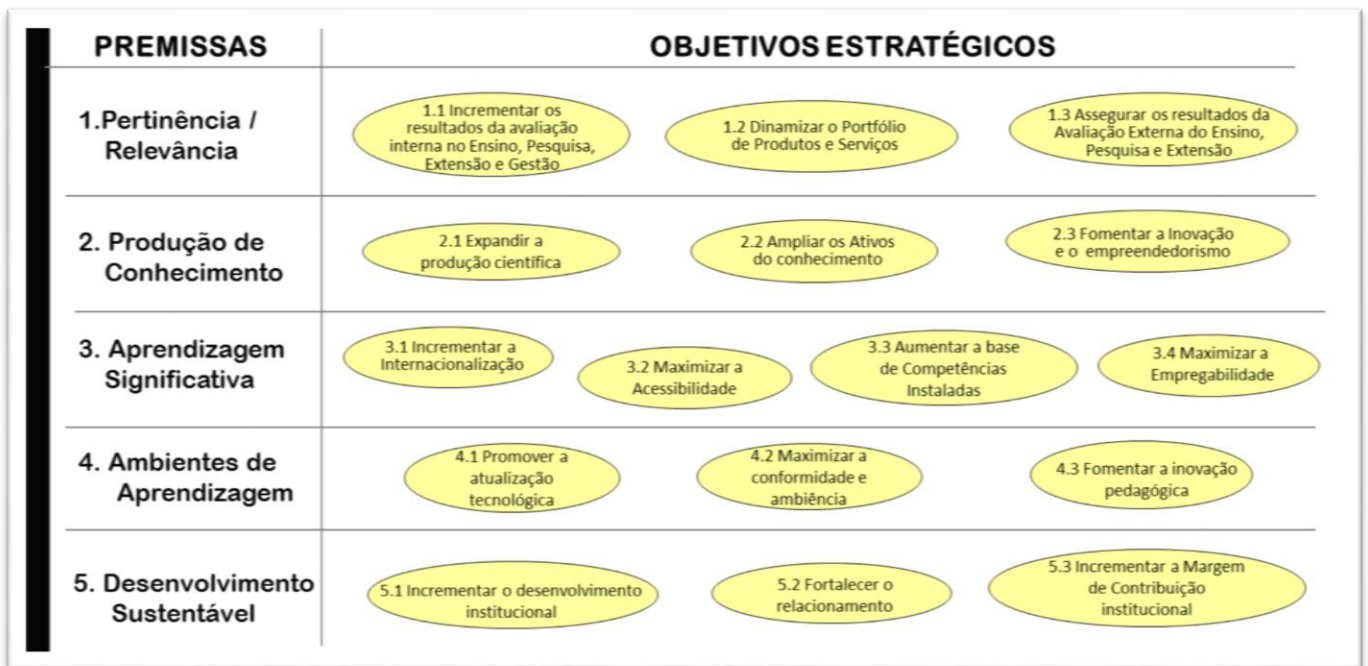 PREMISSAS
OBJETIVOS ESTRATÉGICOS
1.Pertinência /
Relevância
1.1 Incrementar os
resultados da avaliação
interna no Ensino, Pesquisa,
Extensão e Gestão
1.2 Dinamizar o Portfólio
de Produtos e Serviços
1.3 Assegurar os resultados da
Avaliação Externa do Ensino,
Pesquisa e Extensão
2. Produção de
Conhecimento
2.1 Expandir a
produção científica
2.2 Ampliar os Ativos
do conhecimento
2.3 Fomentar a Inovação
e o empreendedorismo
3. Aprendizagem
Significativa
3.1 Incrementar a
Internacionalização
3.2 Maximizar a
Acessibilidade
3.3 Aumentar a base
de Competências
Instaladas
3.4 Maximizar a
Empregabilidade
4. Ambientes de
Aprendizagem
4.1 Promover a
atualização
tecnológica
4.2 Maximizar a
conformidade e
ambiência
4.3 Fomentar a inovação
pedagógica
5. Desenvolvimento
Sustentável
5.1 Incrementar o desenvolvimento
institucional
5.2 Fortalecer o
relacionamento
5.3 Incrementar a Margem
de Contribuição
institucional